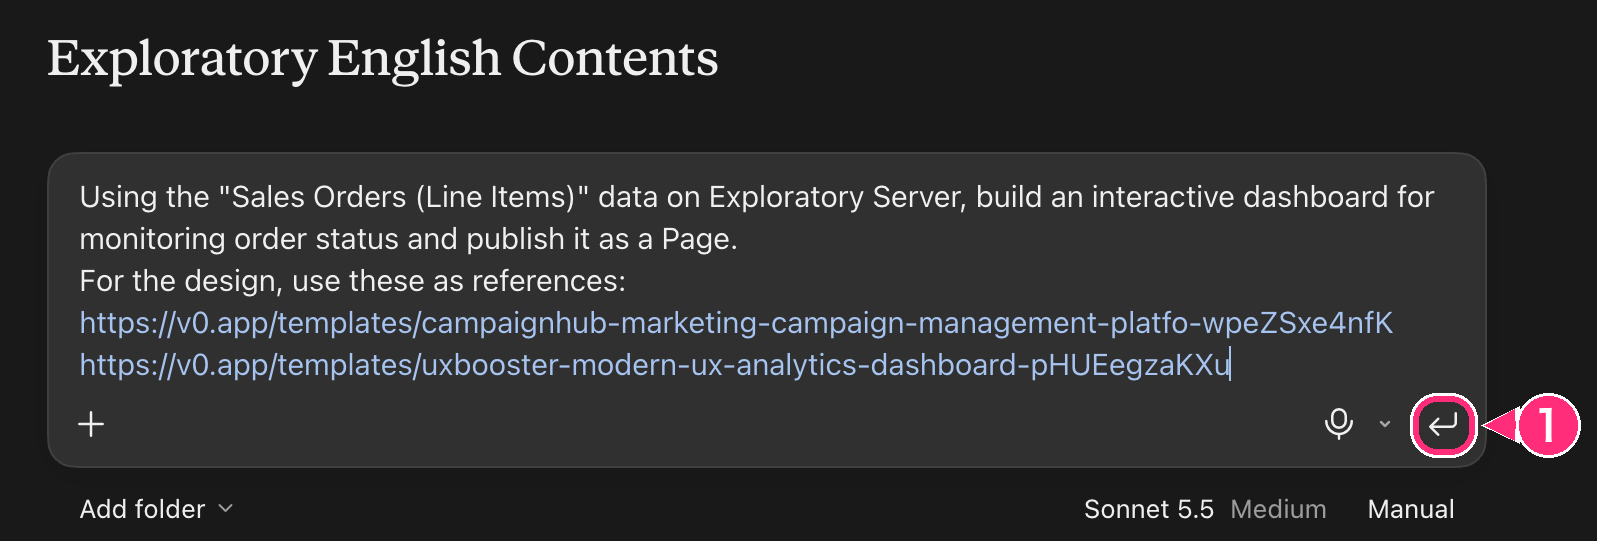 Exploratory English Contents
Using the "Sales Orders (Line Items)" data on Exploratory Server, build an interactive dashboard for
monitoring order status and publish it as a Page.
For the design, use these as references:
https://v0.app/templates/campaignhub-marketing-campaign-management-platfo-wpeZSxe4nfK
https://v0.app/templates/uxbooster-modern-ux-analytics-dashboard-pHUEegzaKXu
1
Add folder
Sonnet 5.5 Medium Manual